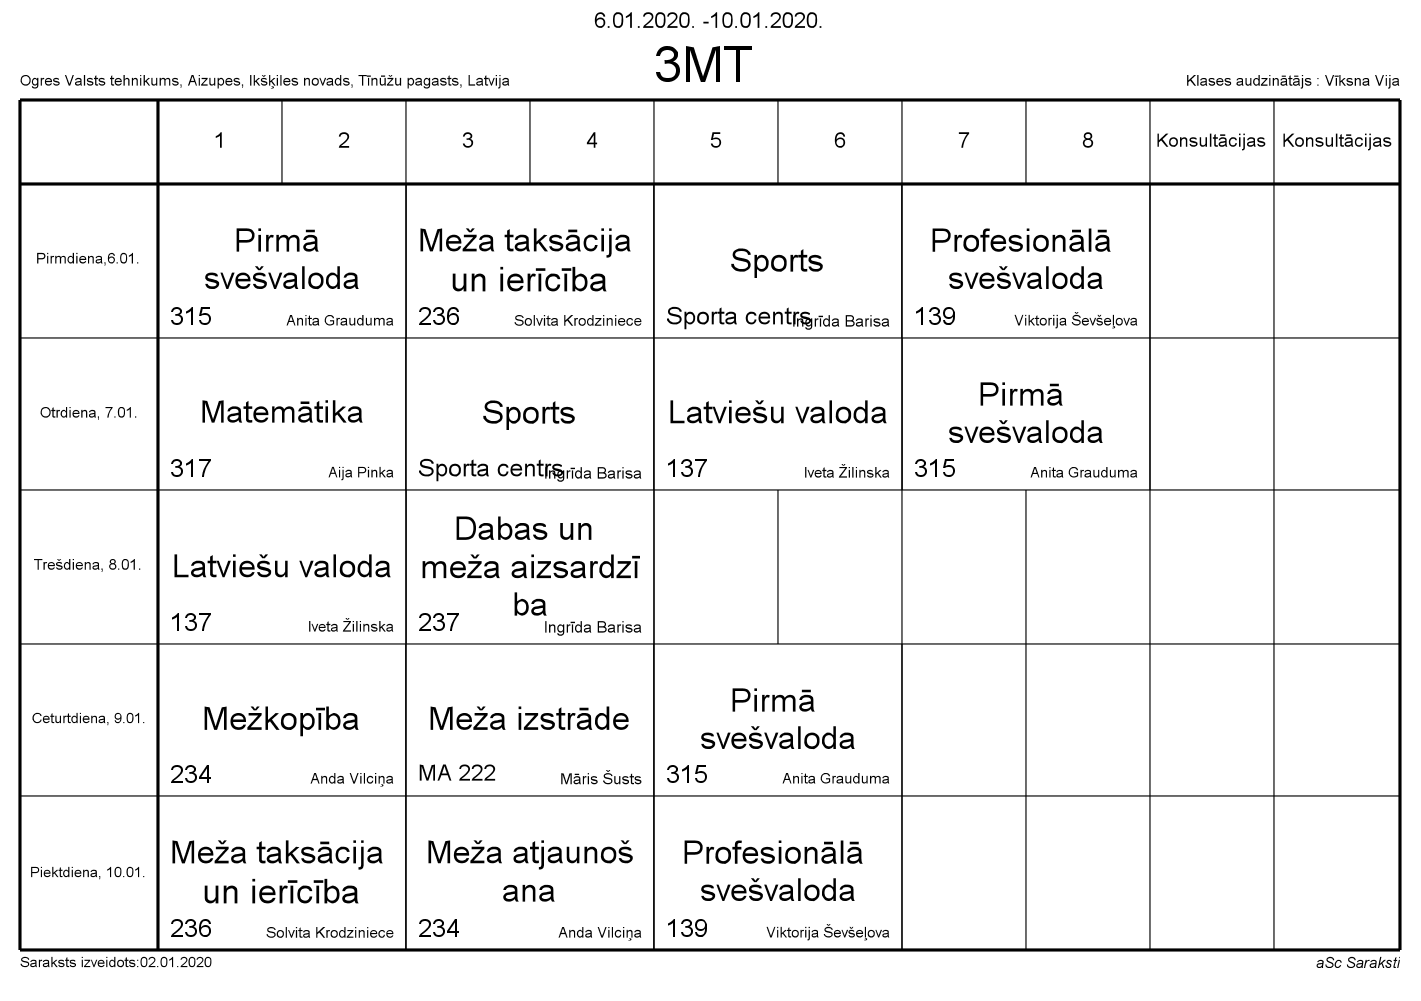 6.01.2020. -10.01.2020.
3MT
Ogres Valsts tehnikums, Aizupes, Ikšķiles novads, Tīnūžu pagasts, Latvija
Klases audzinātājs : Vīksna Vija
1 2 3 4 5 6 7 8 Konsultācijas Konsultācijas
Pirmdiena,6.01.
Pirmā
svešvaloda
315 Anita Grauduma
Meža taksācija
un ierīcība
236 Solvita Krodziniece
Sports
Sporta centrs Ingrīda Barisa
Profesionālā
svešvaloda
139 Viktorija Ševšeļova
Otrdiena, 7.01.
Matemātika
317 Aija Pinka
Sports
Sporta centrs Ingrīda Barisa
Latviešu valoda
137 Iveta Žilinska
Pirmā
svešvaloda
315 Anita Grauduma
Trešdiena, 8.01.
Latviešu valoda
137 Iveta Žilinska
Dabas un
meža aizsardzī
ba
237 Ingrīda Barisa
Ceturtdiena, 9.01.
Mežkopība
234 Anda Vilciņa
Meža izstrāde
MA 222 Māris Šusts
Pirmā
svešvaloda
315 Anita Grauduma
Piektdiena, 10.01.
Meža taksācija
un ierīcība
236 Solvita Krodziniece
Meža atjaunoš
ana
234 Anda Vilciņa
Profesionālā
svešvaloda
139 Viktorija Ševšeļova
Saraksts izveidots:02.01.2020
aSc Saraksti